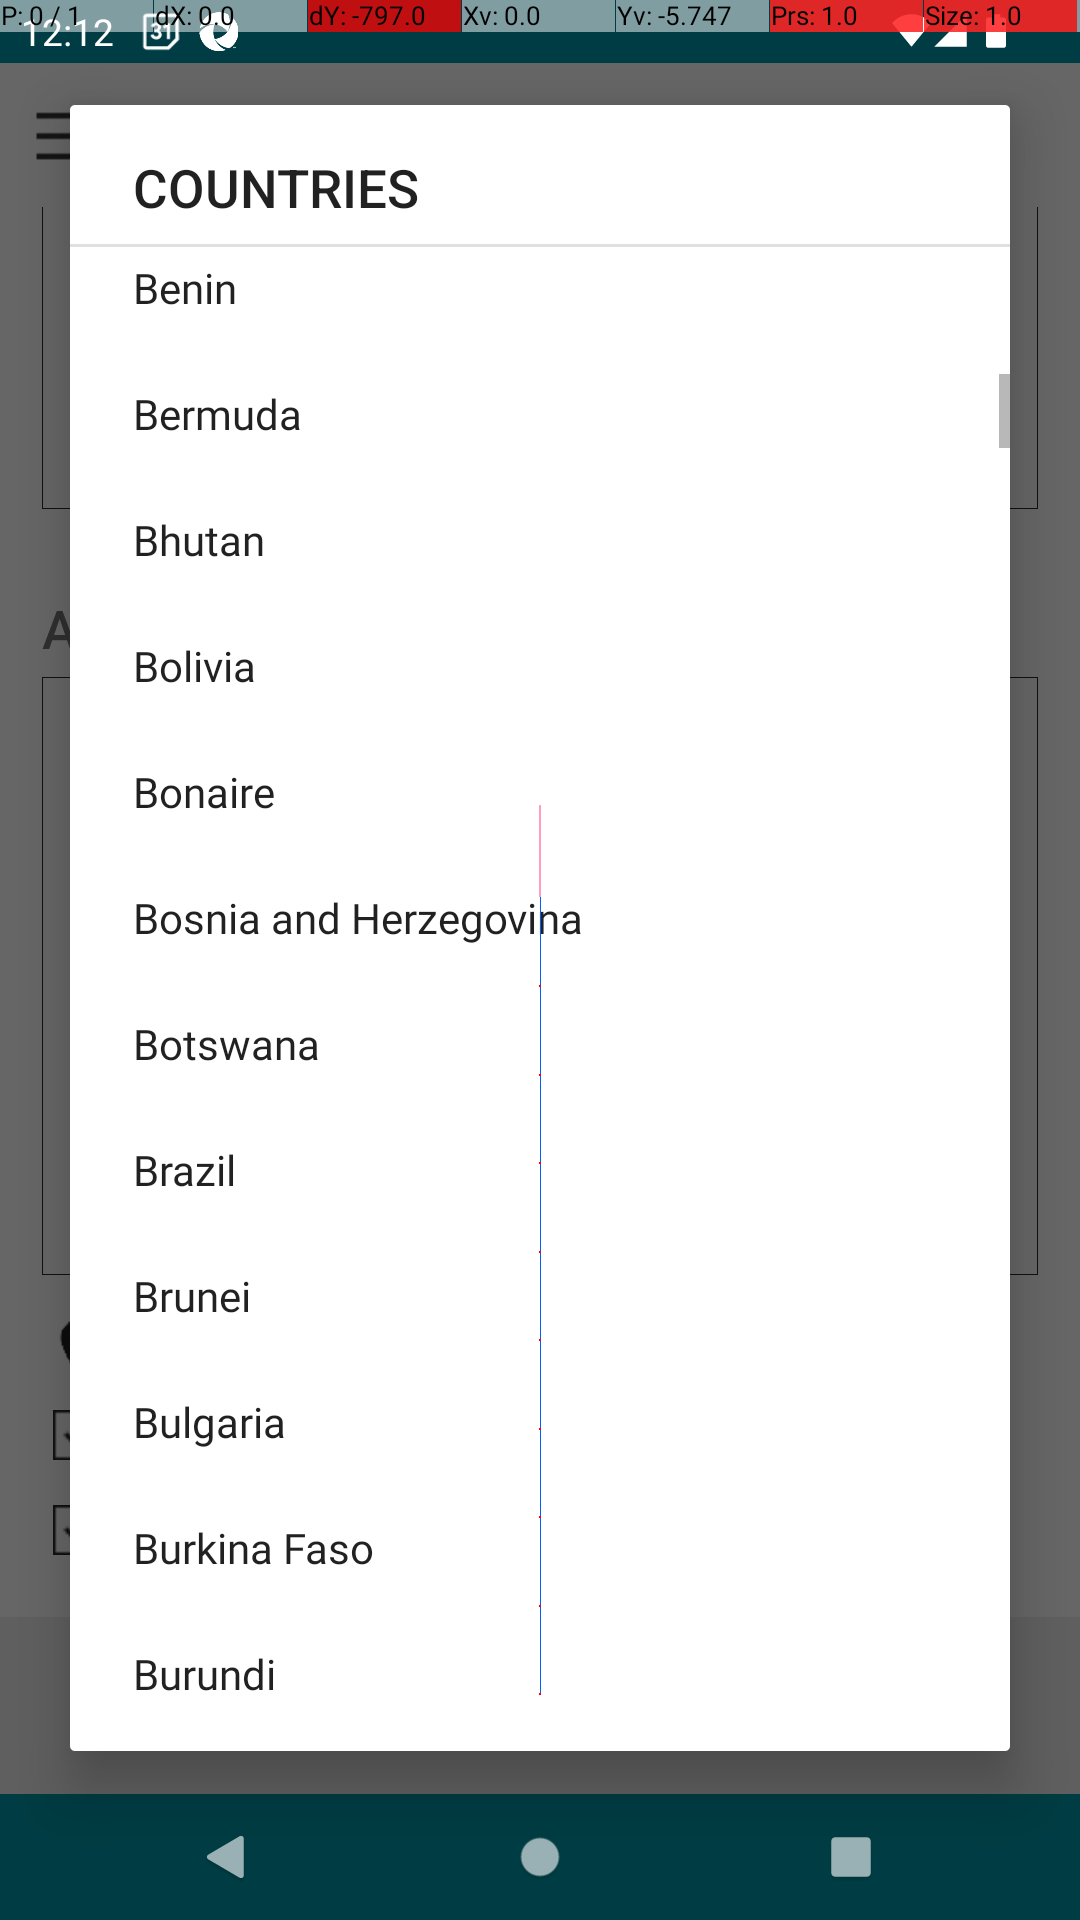 P: 0 / 1 dX: 0.0 dY: -797.0 Xv: 0.0 Yv: -5.747 Prs: 1.0 Size: 1.0
12:12 31
COUNTRIES
Benin
Bermuda
Bhutan
Bolivia
A
Bonaire
Bosnia and Herzegovina
Botswana
Brazil
Brunei
Bulgaria
Burkina Faso
Burundi